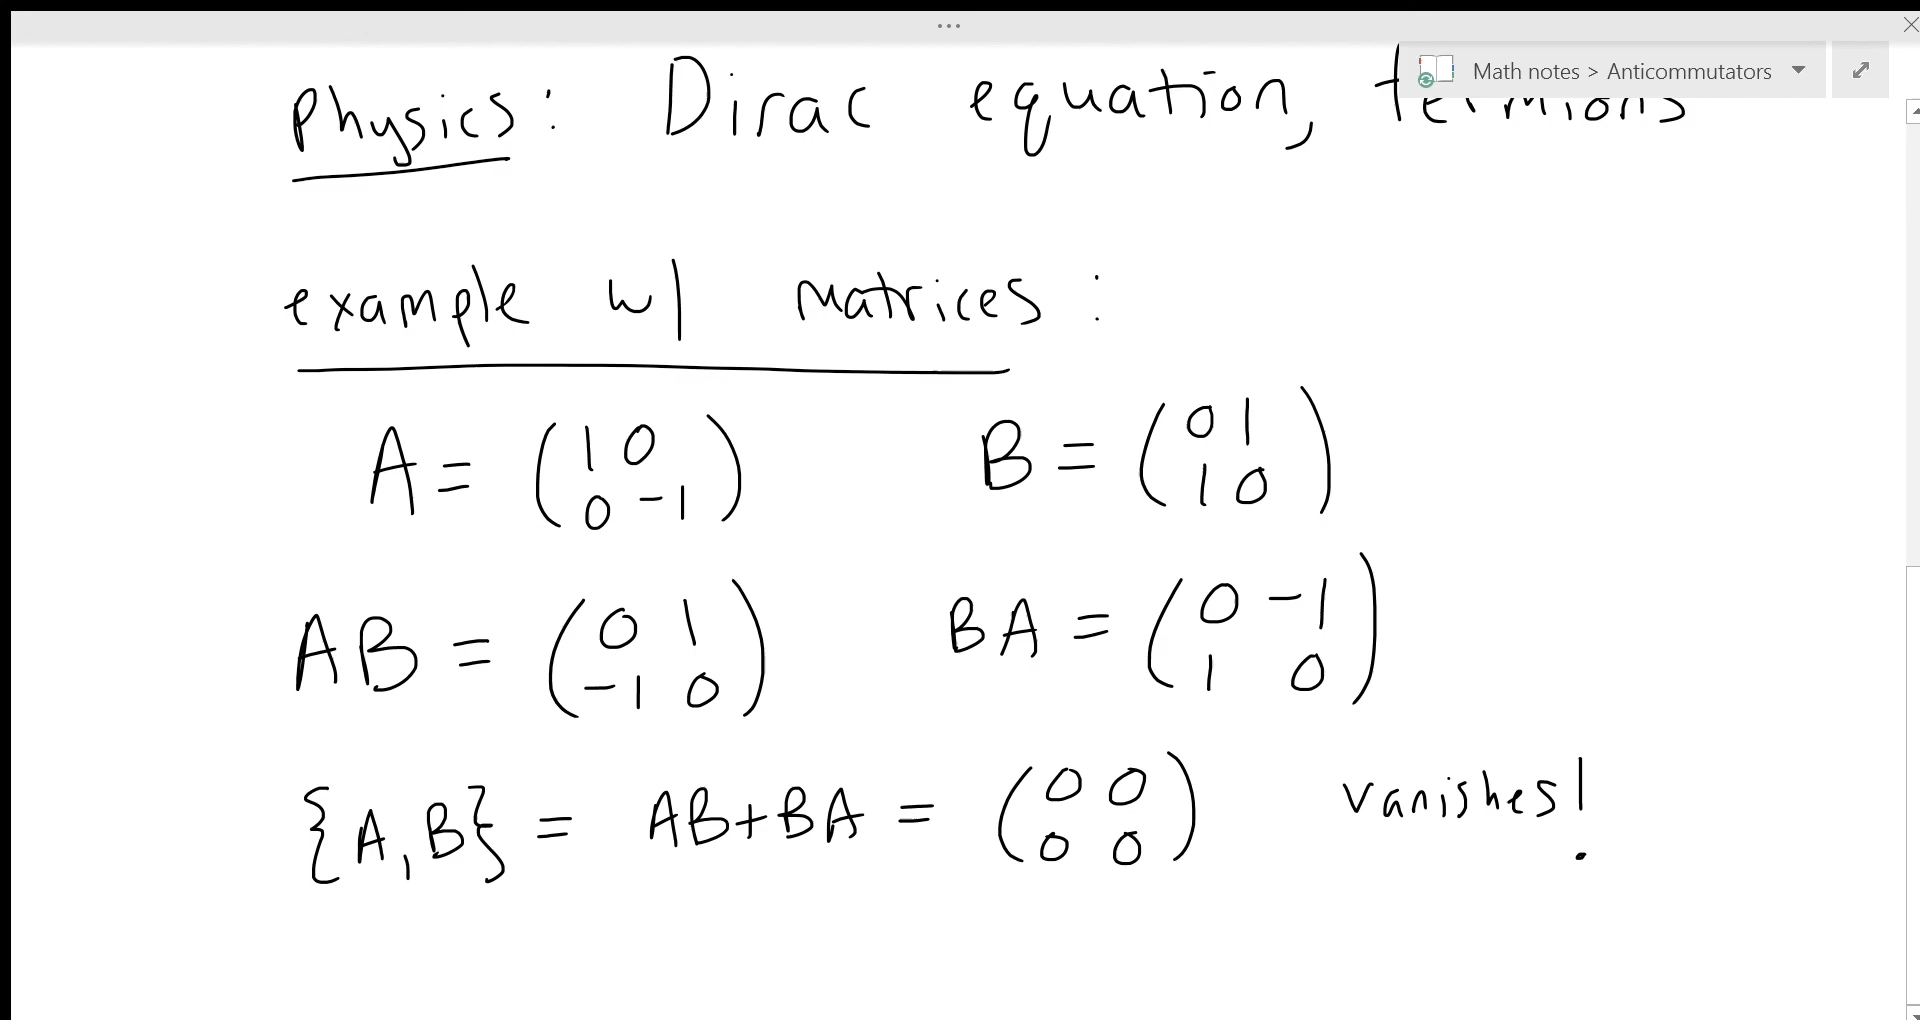 Math notes > Anticommutators
Physics: Dirac equation, fermions
example w/ matrices:
A = (1 0
0 -1)
B = (0 1
1 0)
AB = (0 1
-1 0)
BA = (0 -1
1 0)
{A,B} = AB+BA = (0 0
0 0) vanishes!